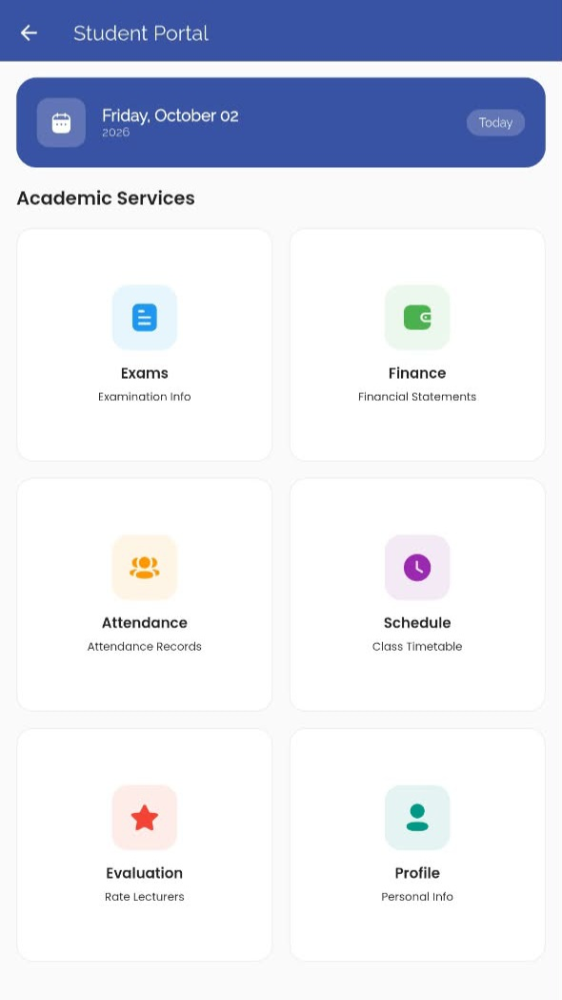 Student Portal
Friday, October 02
2026
Today
Academic Services
Exams
Examination Info
Finance
Financial Statements
Attendance
Attendance Records
Schedule
Class Timetable
Evaluation
Rate Lecturers
Profile
Personal Info